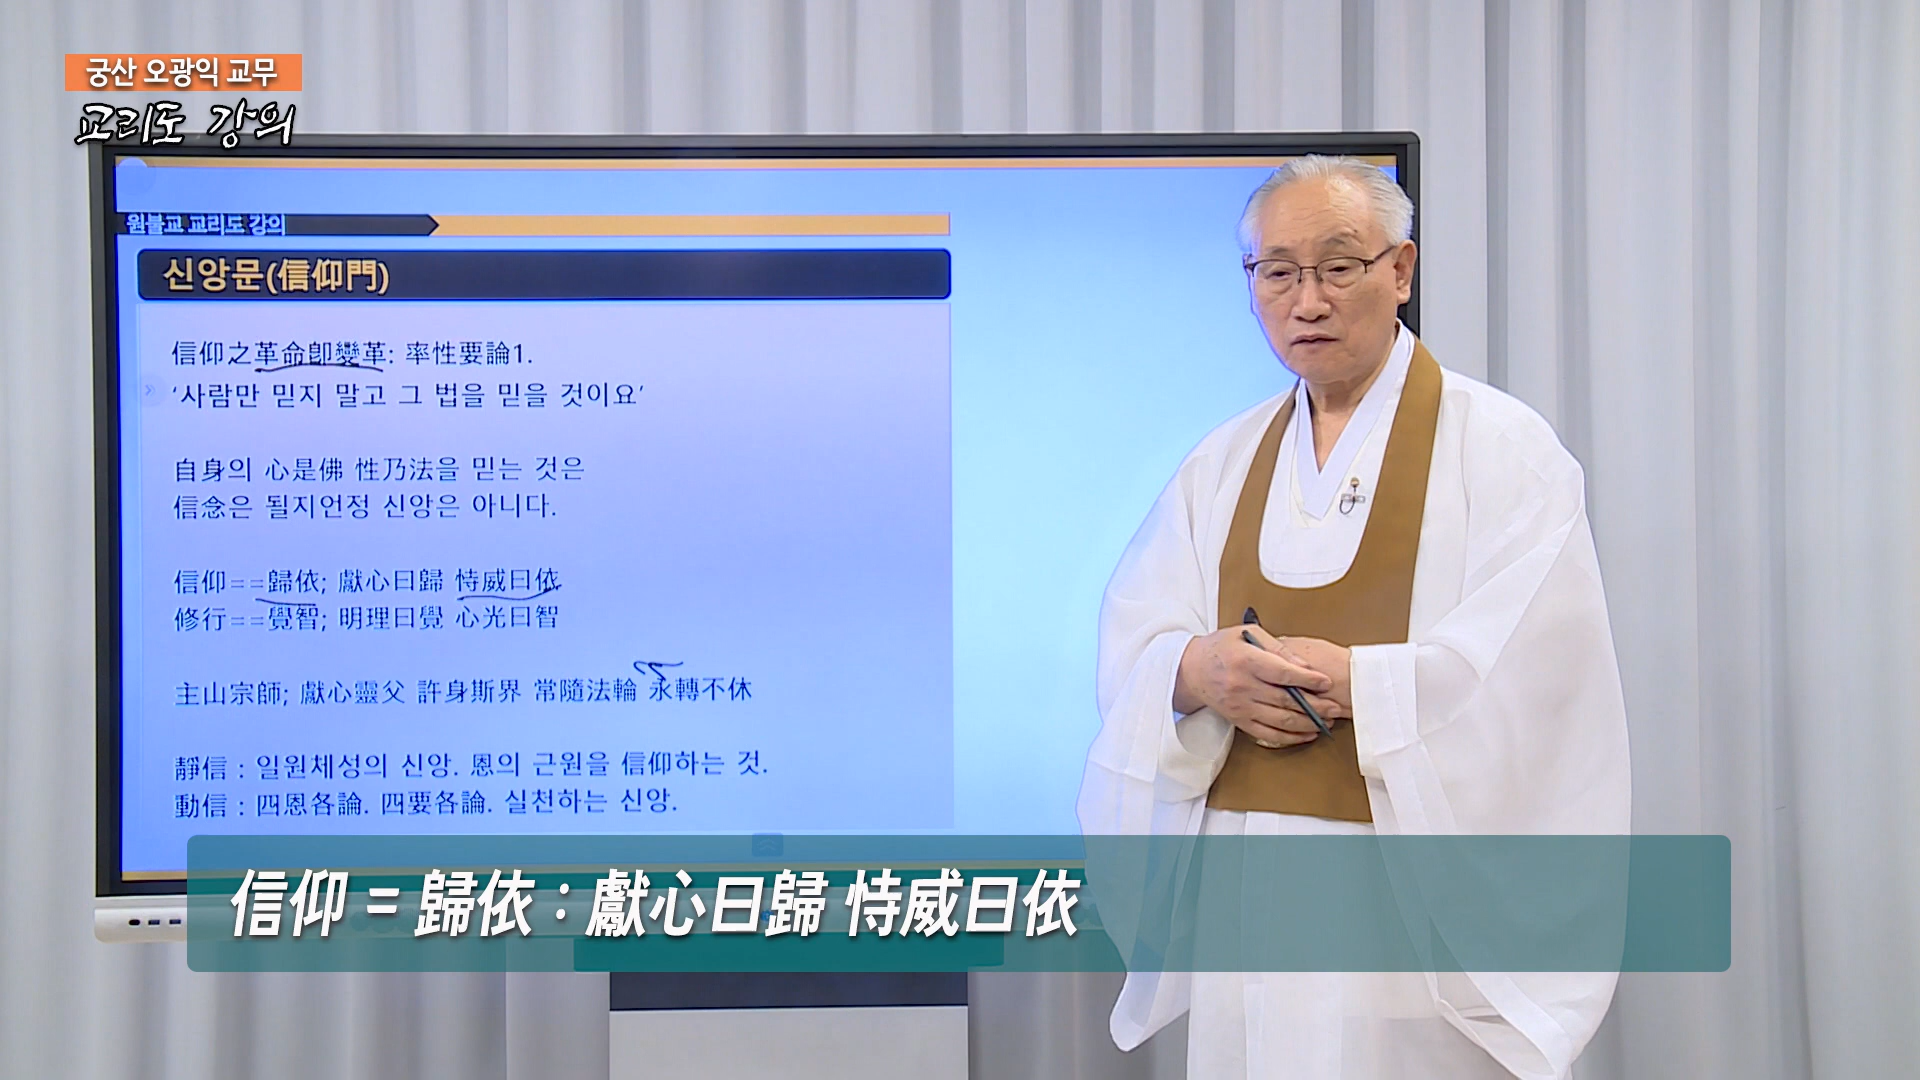 궁산 오광익 교무
교리도 강의
원불교 교리도 강의
신앙문(信仰門)
信仰之革命卽變革: 率性要論1.
‘사람만 믿지 말고 그 법을 믿을 것이요’
自身의 心是佛 性乃法을 믿는 것은
信念은 될지언정 신앙은 아니다.
信仰==歸依; 獻心曰歸 恃威曰依
修行==覺智; 明理曰覺 心光曰智
主山宗師; 獻心靈父 許身斯界 常隨法輪 永轉不休
靜信 : 일원체성의 신앙. 恩의 근원을 信仰하는 것.
動信 : 四恩各論. 四要各論. 실천하는 신앙.
信仰 = 歸依 : 獻心曰歸 恃威曰依